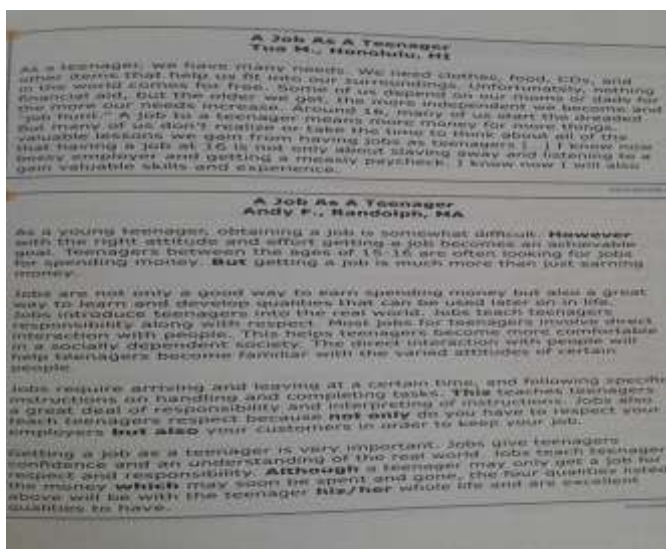 A Job As A Teenager
Tua M., Honolulu, HI
As a teenager, we have many needs. We need clothes, food, CDs, and
other items that help us fit into our surroundings. Unfortunately, nothing
in the world comes for free. Some of us depend on our moms or dads for
financial aid, but the older we get, the more independent we become and
the more our needs increase. Around 16, many of us start the dreaded
"job hunt." A job to a teenager means more money for more things,
But many of us don't realise or take the time to think about all of the
valuable lessons we gain from having jobs as teenagers [...] I know now
that having a job at 16 is not only about slaving away and listening to a
bossy employer and getting a measly paycheck. I know now I will also
gain valuable skills and experience.
A Job As A Teenager
Andy F., Randolph, MA
As a young teenager, obtaining a job is somewhat difficult. However
with the right attitude and effort getting a job becomes an achievable
goal. Teenagers between the ages of 15-16 are often looking for jobs
for spending money. But getting a job is much more than just earning
money.
Jobs are not only a good way to earn spending money but also a great
way to learn and develop qualities that can be used later on in life.
Jobs introduce teenagers into the real world. Jobs teach teenagers
responsibility along with respect. Most jobs for teenagers involve direct
interaction with people. This helps teenagers become more comfortable
in a socially dependent society. The direct interaction with people will
help teenagers become familiar with the varied attitudes of certain
people.
Jobs require arriving and leaving at a certain time, and following specific
instructions on handling and completing tasks. This teaches teenagers
a great deal of responsibility and interpreting of instructions. Jobs also
teach teenagers respect because not only do you have to respect your
employers but also your customers in order to keep your job.
Getting a job as a teenager is very important. Jobs give teenagers
confidence and an understanding of the real world. Jobs teach teenager
respect and responsibility. Although a teenager may only get a job for
the money which may soon be spent and gone, the four qualities listed
above will be with the teenager his/her whole life and are excellent
qualities to have.